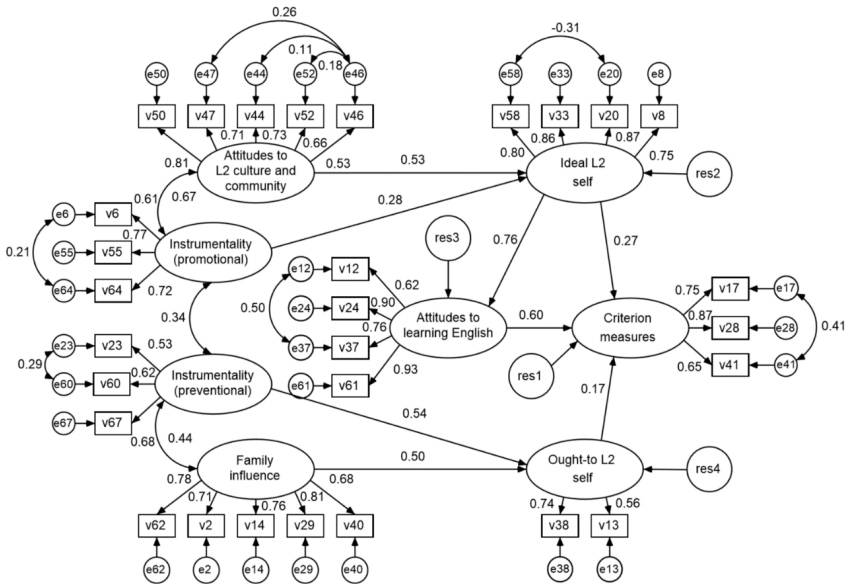 0.26
0.11
0.18
-0.31
e50
e47
e44
e52
e46
e58
e33
e20
e8
v50
v47
v44
v52
v46
v58
v33
v20
v8
0.71
0.73
0.66
0.80
0.86
0.87
0.75
0.81
Attitudes to
L2 culture and
community
0.53
0.53
Ideal L2
self
res2
0.61
0.67
0.28
e6
v6
0.77
0.21
e55
v55
Instrumentality
(promotional)
res3
0.76
0.27
e64
v64
0.72
e12
v12
0.62
0.34
0.50
e24
v24
0.90
0.76
Attitudes to
learning English
0.60
Criterion
measures
0.75
v17
e17
0.87
v28
e28
0.41
e37
v37
0.65
v41
e41
e23
v23
0.53
0.29
e60
v60
0.62
Instrumentality
(preventional)
e61
v61
0.93
res1
0.17
e67
v67
0.68
0.44
0.54
Family
influence
0.50
Ought-to L2
self
res4
0.78
0.71
0.76
0.81
0.68
0.74
0.56
v62
v2
v14
v29
v40
v38
v13
e62
e2
e14
e29
e40
e38
e13